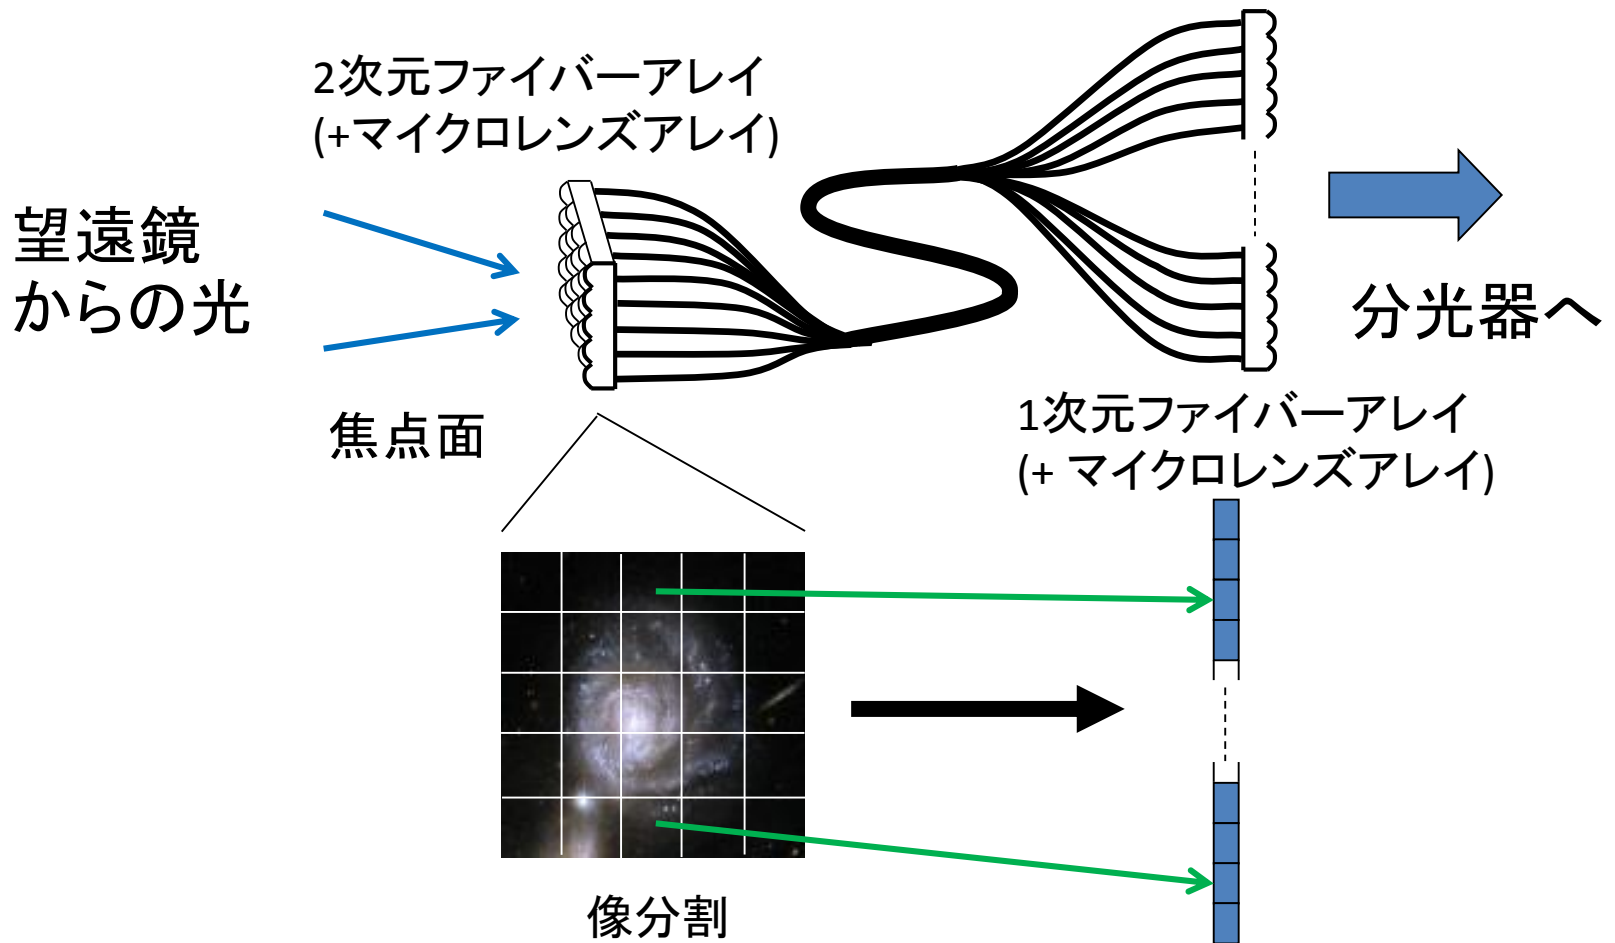 2次元ファイバーアレイ
(+マイクロレンズアレイ)
望遠鏡
からの光
焦点面
分光器へ
1次元ファイバーアレイ
(+ マイクロレンズアレイ)
像分割